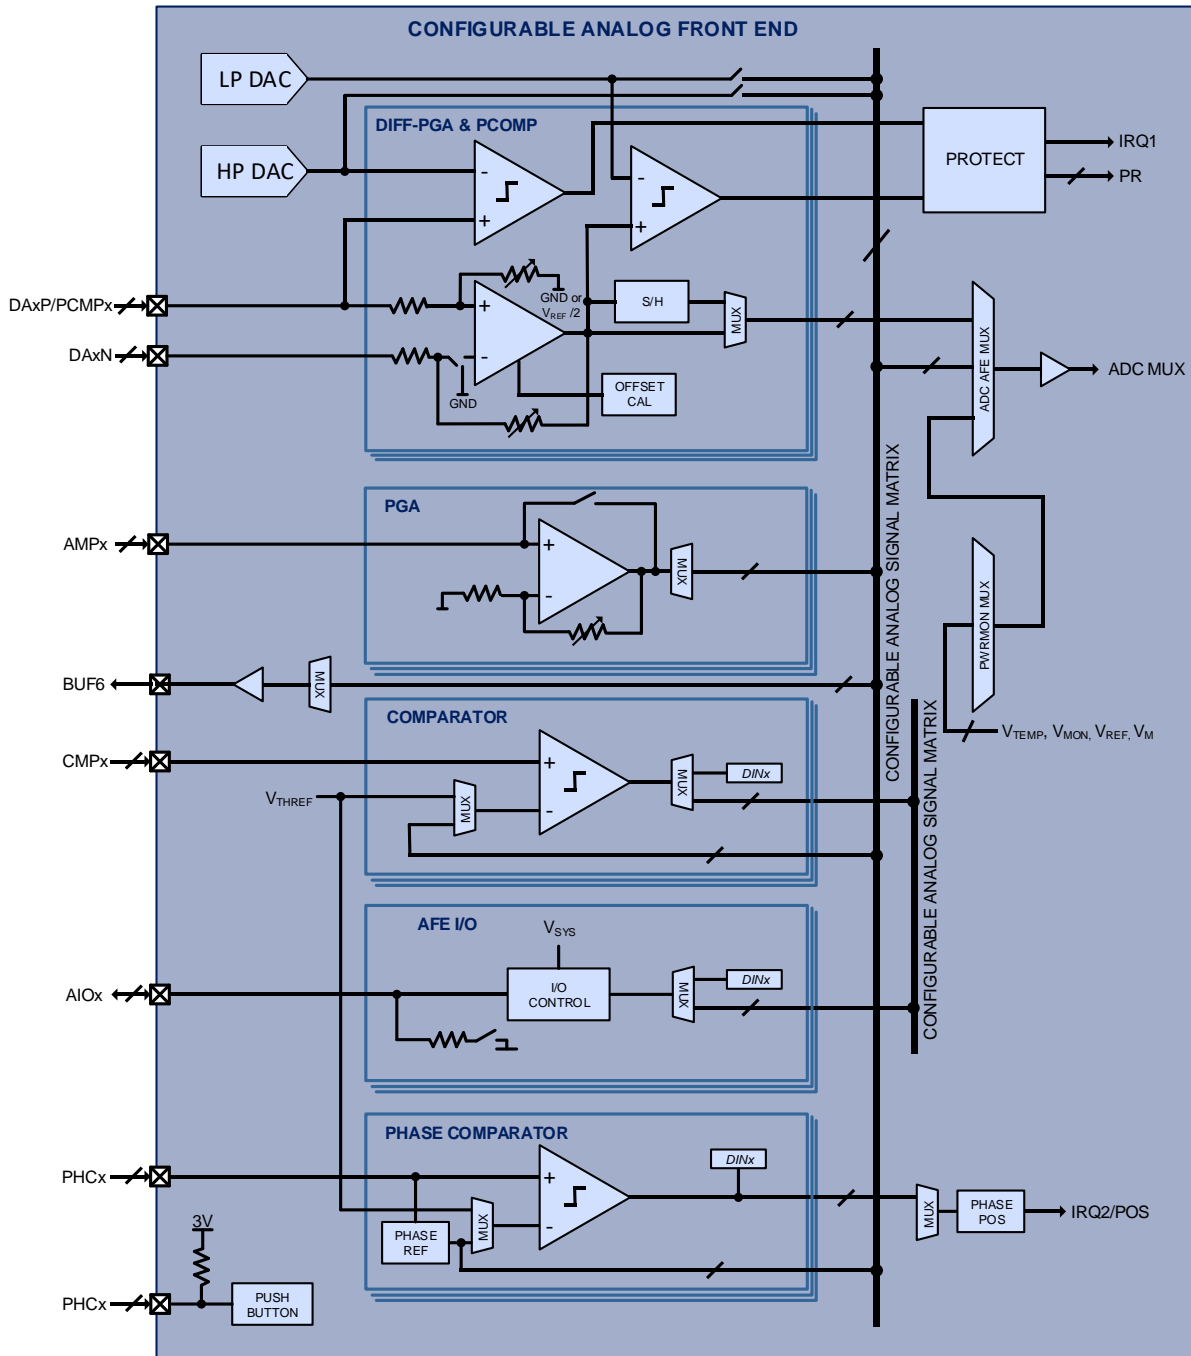 CONFIGURABLE ANALOG FRONT END
LP DAC
HP DAC
DIFF-PGA & PCOMP
-
+
-
+
PROTECT
IRQ1
PR
DAxP/PCMPx
DAxN
+
-
GND or
VREF /2
S/H
MUX
GND
OFFSET
CAL
ADC AFE MUX
ADC MUX
CONFIGURABLE ANALOG SIGNAL MATRIX
PGA
AMPx
+
-
MUX
PWRMON MUX
VTEMP, VMON, VREF, VM
BUF6
MUX
COMPARATOR
CMPx
VTHREF
MUX
+
-
MUX
DINx
CONFIGURABLE ANALOG SIGNAL MATRIX
AFE I/O
VSYS
AIOx
I/O
CONTROL
MUX
DINx
PHASE COMPARATOR
PHCx
PHASE
REF
MUX
+
-
DINx
MUX
PHASE
POS
IRQ2/POS
3V
PHCx
PUSH
BUTTON